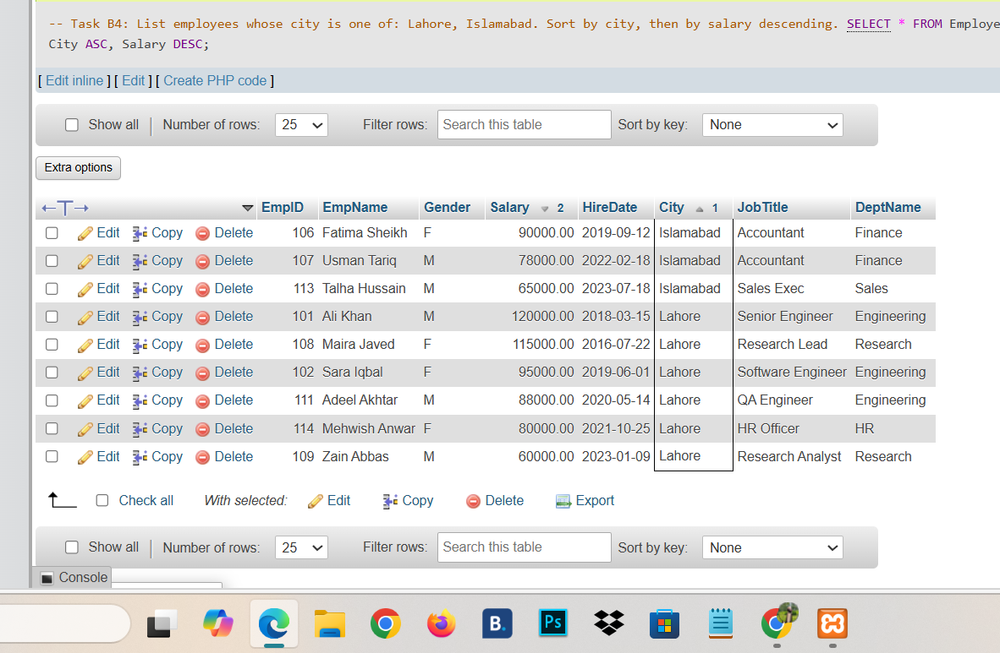 -- Task B4: List employees whose city is one of: Lahore, Islamabad. Sort by city, then by salary descending. SELECT * FROM Employe
City ASC, Salary DESC;
[ Edit inline ] [ Edit ] [ Create PHP code ]
Show all | Number of rows: 25 Filter rows: Search this table Sort by key: None
Extra options
←T→ EmpID EmpName Gender Salary 2 HireDate City 1 JobTitle DeptName
Edit Copy Delete 106 Fatima Sheikh F 90000.00 2019-09-12 Islamabad Accountant Finance
Edit Copy Delete 107 Usman Tariq M 78000.00 2022-02-18 Islamabad Accountant Finance
Edit Copy Delete 113 Talha Hussain M 65000.00 2023-07-18 Islamabad Sales Exec Sales
Edit Copy Delete 101 Ali Khan M 120000.00 2018-03-15 Lahore Senior Engineer Engineering
Edit Copy Delete 108 Maira Javed F 115000.00 2016-07-22 Lahore Research Lead Research
Edit Copy Delete 102 Sara Iqbal F 95000.00 2019-06-01 Lahore Software Engineer Engineering
Edit Copy Delete 111 Adeel Akhtar M 88000.00 2020-05-14 Lahore QA Engineer Engineering
Edit Copy Delete 114 Mehwish Anwar F 80000.00 2021-10-25 Lahore HR Officer HR
Edit Copy Delete 109 Zain Abbas M 60000.00 2023-01-09 Lahore Research Analyst Research
Check all With selected: Edit Copy Delete Export
Show all | Number of rows: 25 Filter rows: Search this table Sort by key: None
Console
B. Ps